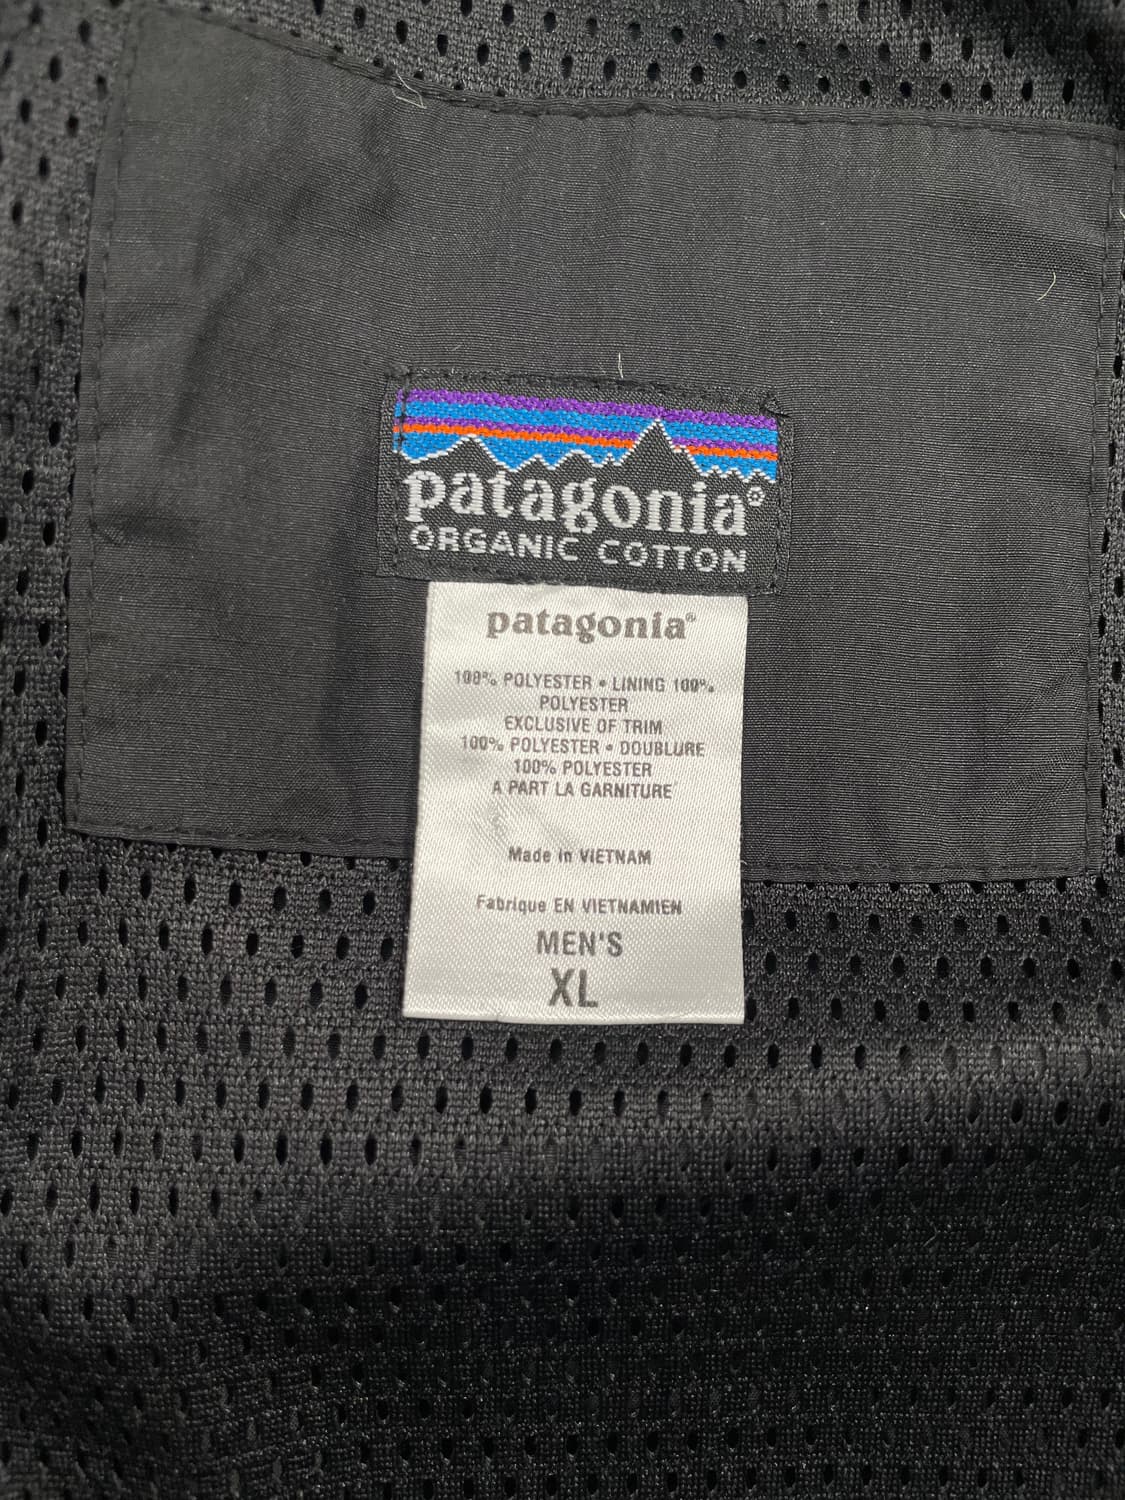 patagonia®
ORGANIC COTTON
patagonia®
100% POLYESTER • LINING 100%
POLYESTER
EXCLUSIVE OF TRIM
100% POLYESTER • DOUBLURE
100% POLYESTER
A PART LA GARNITURE
Made in VIETNAM
Fabrique EN VIETNAMIEN
MEN'S
XL